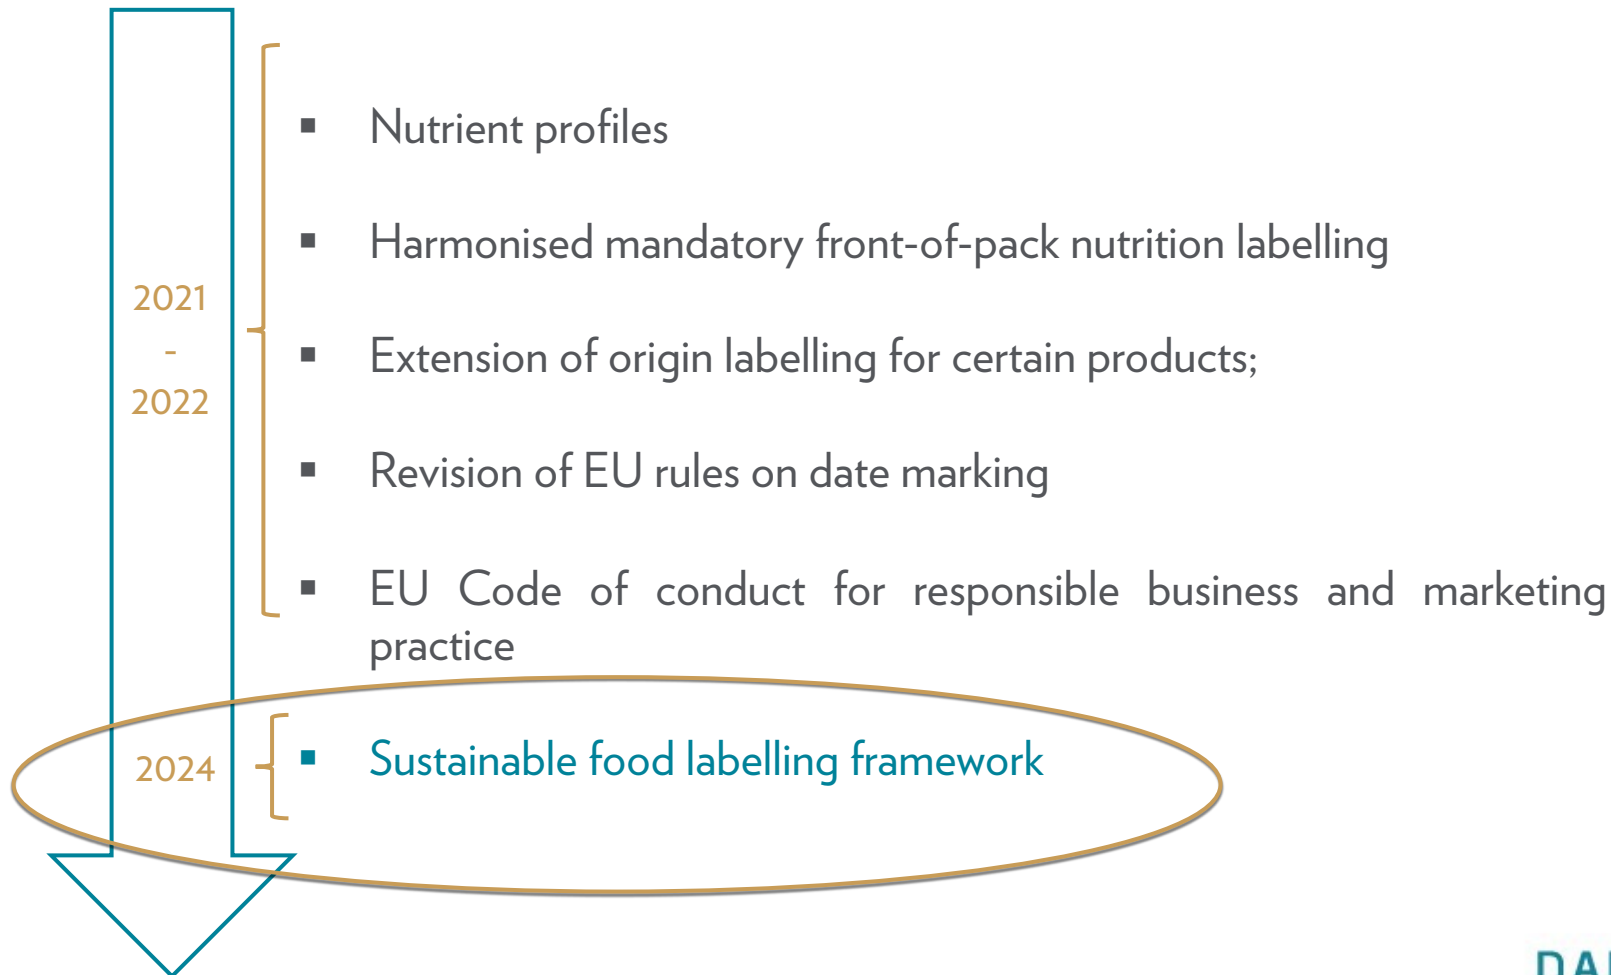 Nutrient profiles
Harmonised mandatory front-of-pack nutrition labelling
2021
-
2022
Extension of origin labelling for certain products;
Revision of EU rules on date marking
EU Code of conduct for responsible business and marketing
practice
2024
Sustainable food labelling framework